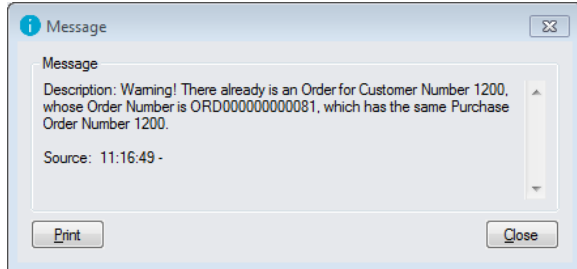 Message
Message
Description: Warning! There already is an Order for Customer Number 1200,
whose Order Number is ORD000000000081, which has the same Purchase
Order Number 1200.
Source: 11:16:49 -
Print
Close